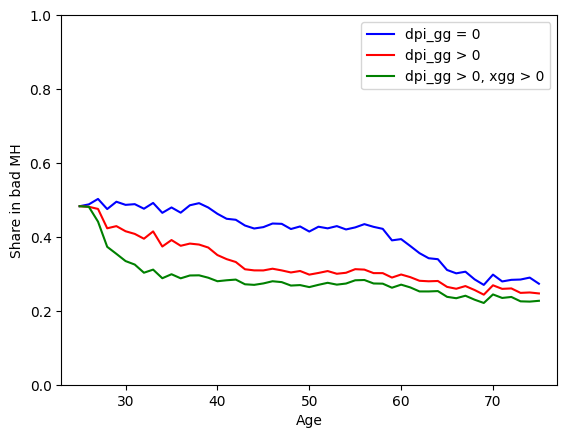 dpi_gg = 0
dpi_gg > 0
dpi_gg > 0, xgg > 0
1.0
0.8
0.6
0.4
0.2
0.0
Share in bad MH
30 40 50 60 70
Age